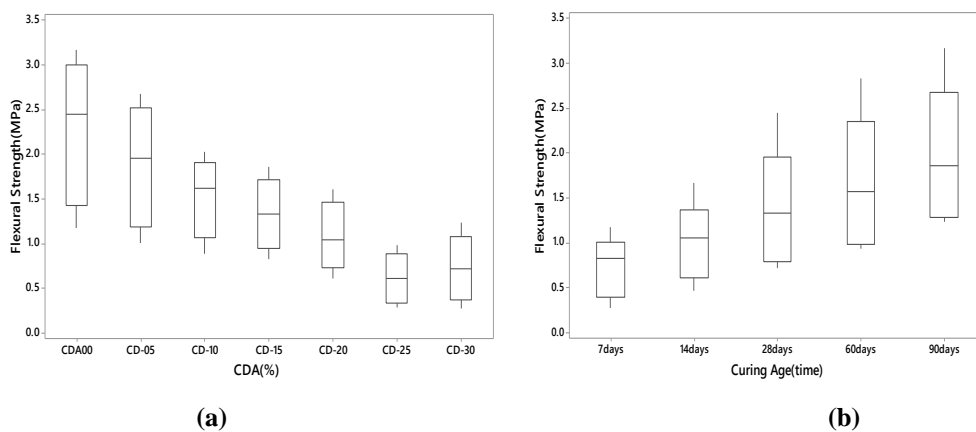 3.5
3.0
2.5
2.0
1.5
1.0
0.5
0.0
Flexural Strength(MPa)
CDA00 CD-05 CD-10 CD-15 CD-20 CD-25 CD-30
CDA(%)
(a)
3.5
3.0
2.5
2.0
1.5
1.0
0.5
0.0
Flexural Strength(MPa)
7days 14days 28days 60days 90days
Curing Age(time)
(b)